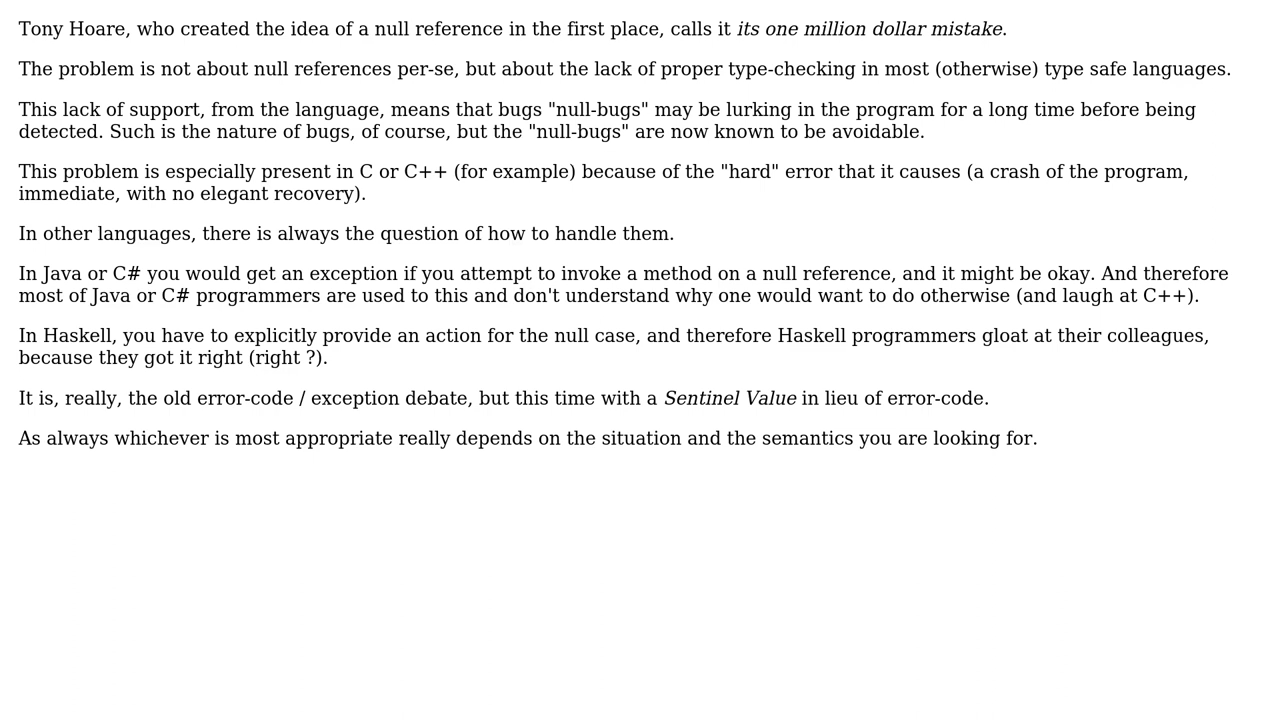 Tony Hoare, who created the idea of a null reference in the first place, calls it its one million dollar mistake.
The problem is not about null references per-se, but about the lack of proper type-checking in most (otherwise) type safe languages.
This lack of support, from the language, means that bugs "null-bugs" may be lurking in the program for a long time before being
detected. Such is the nature of bugs, of course, but the "null-bugs" are now known to be avoidable.
This problem is especially present in C or C++ (for example) because of the "hard" error that it causes (a crash of the program,
immediate, with no elegant recovery).
In other languages, there is always the question of how to handle them.
In Java or C# you would get an exception if you attempt to invoke a method on a null reference, and it might be okay. And therefore
most of Java or C# programmers are used to this and don't understand why one would want to do otherwise (and laugh at C++).
In Haskell, you have to explicitly provide an action for the null case, and therefore Haskell programmers gloat at their colleagues,
because they got it right (right ?).
It is, really, the old error-code / exception debate, but this time with a Sentinel Value in lieu of error-code.
As always whichever is most appropriate really depends on the situation and the semantics you are looking for.